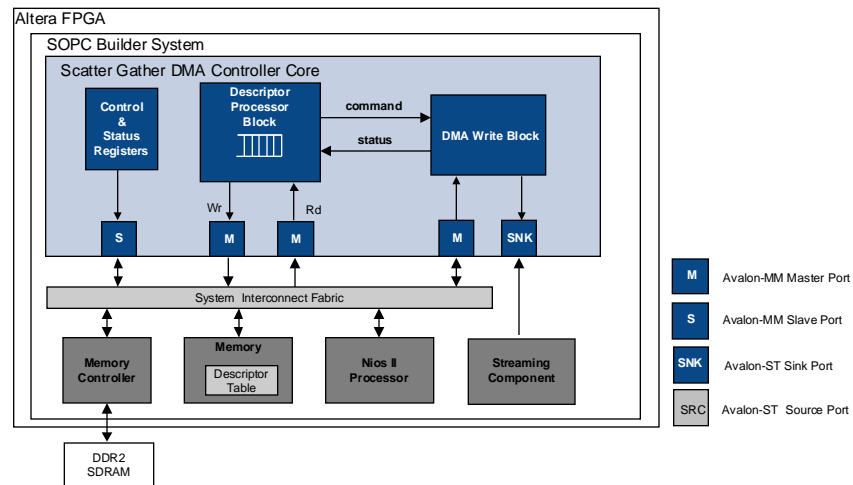 Altera FPGA
SOPC Builder System
Scatter Gather DMA Controller Core
Control
&
Status
Registers
Descriptor
Processor
Block
command
status
DMA Write Block
Wr
Rd
S
M
M
M
SNK
System Interconnect Fabric
Memory
Controller
Memory
Descriptor
Table
Nios II
Processor
Streaming
Component
DDR2
SDRAM
M Avalon-MM Master Port
S Avalon-MM Slave Port
SNK Avalon-ST Sink Port
SRC Avalon-ST Source Port